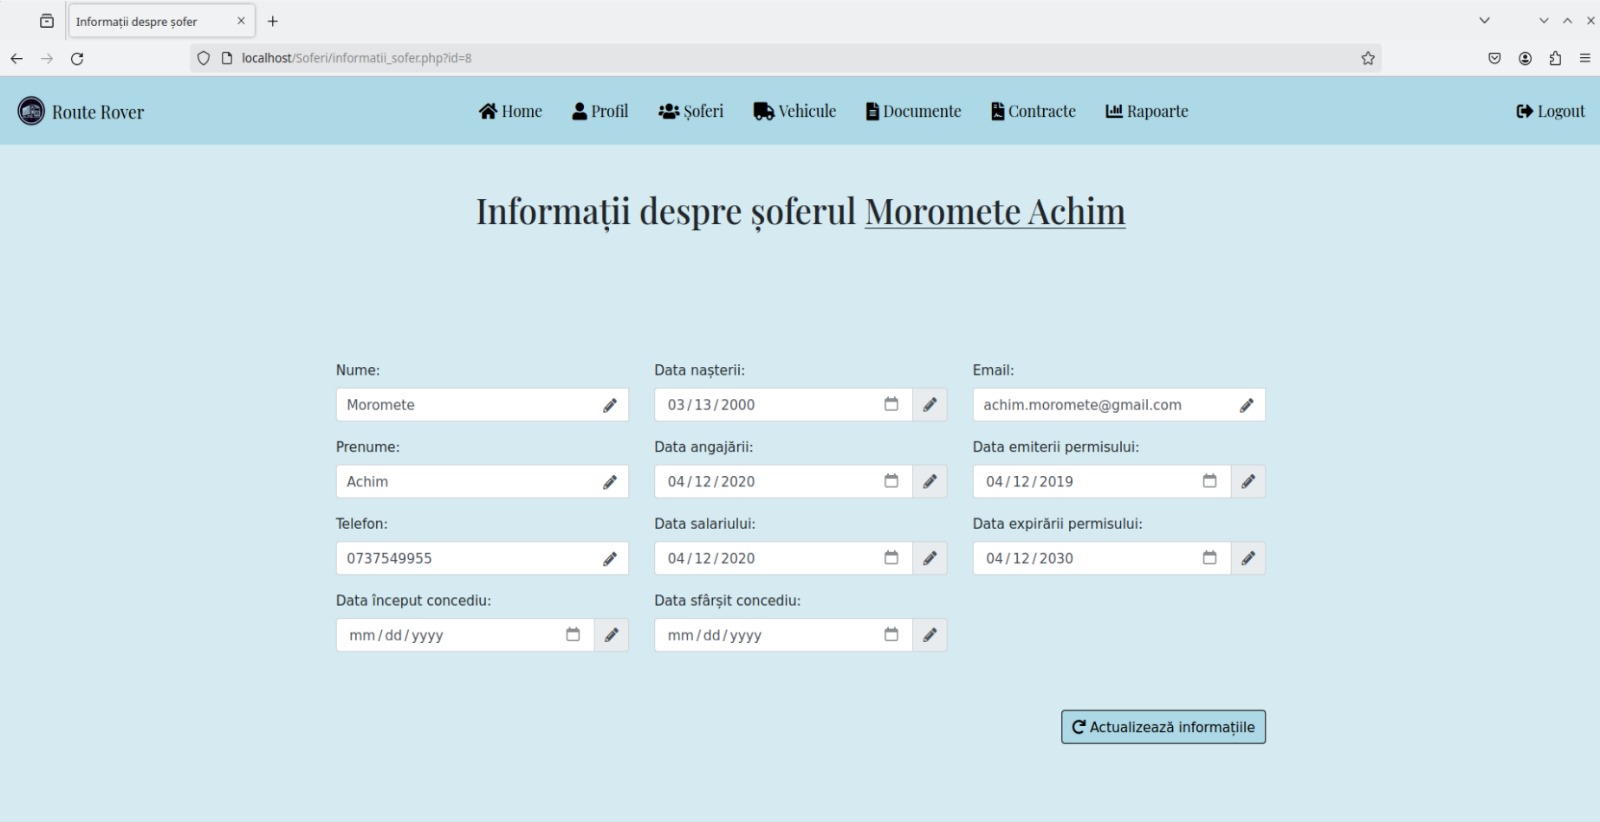 Informații despre șofer
localhost/Soferi/informatii_sofer.php?id=8
Route Rover
Home Profil Șoferi Vehicule Documente Contracte Rapoarte Logout
Informații despre șoferul Moromete Achim
Nume: Data nașterii: Email:
Moromete 03/13/2000 achim.moromete@gmail.com
Prenume: Data angajării: Data emiterii permisului:
Achim 04/12/2020 04/12/2019
Telefon: Data salariului: Data expirării permisului:
0737549955 04/12/2020 04/12/2030
Data început concediu: Data sfârșit concediu:
mm/dd/yyyy mm/dd/yyyy
Actualizează informațiile